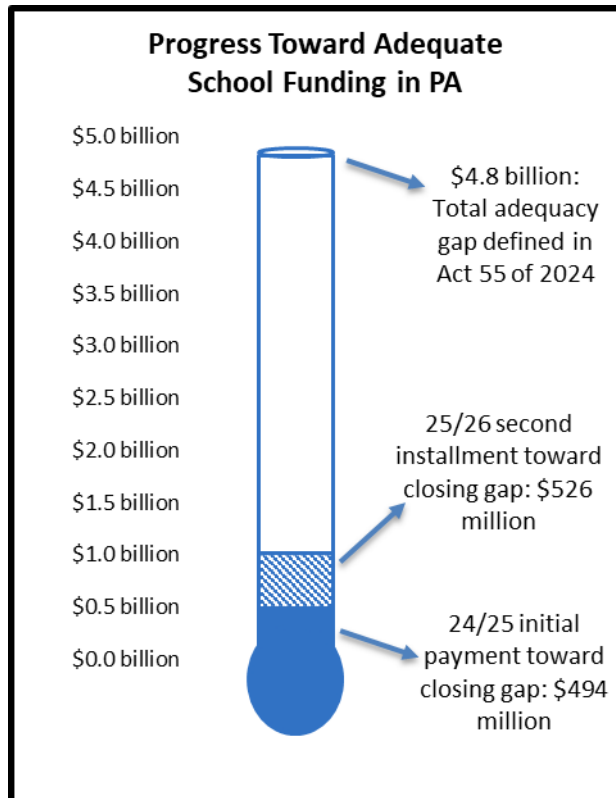 Progress Toward Adequate
School Funding in PA
$5.0 billion
$4.5 billion
$4.0 billion
$3.5 billion
$3.0 billion
$2.5 billion
$2.0 billion
$1.5 billion
$1.0 billion
$0.5 billion
$0.0 billion
$4.8 billion:
Total adequacy
gap defined in
Act 55 of 2024
25/26 second
installment toward
closing gap: $526
million
24/25 initial
payment toward
closing gap: $494
million